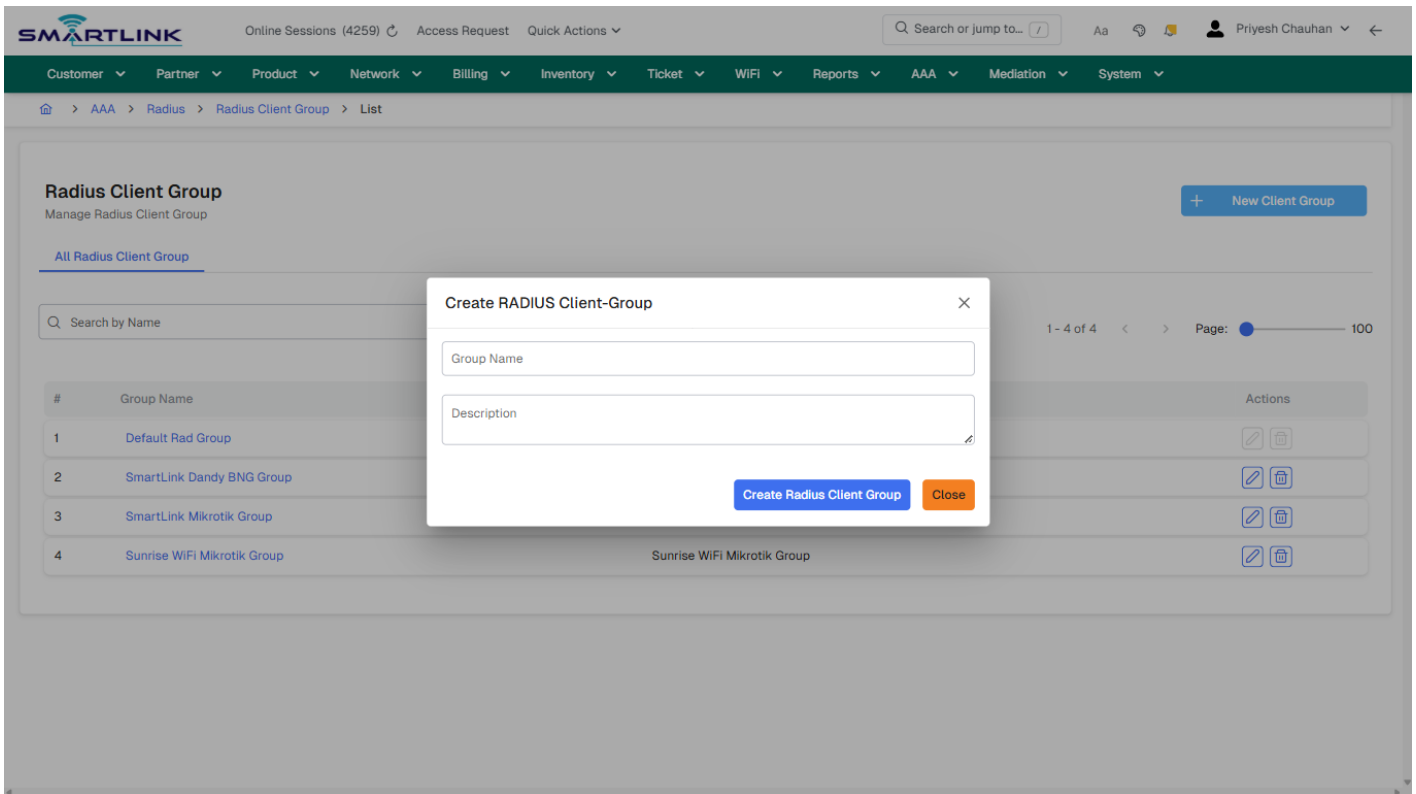 SMARTLINK
Online Sessions (4259) Access Request Quick Actions
Search or jump to... /
Aa
Priyesh Chauhan
Customer Partner Product Network Billing Inventory Ticket WiFi Reports AAA Mediation System
> AAA > Radius > Radius Client Group > List
Radius Client Group
Manage Radius Client Group
+ New Client Group
All Radius Client Group
Search by Name
1 - 4 of 4 < > Page: 100
Create RADIUS Client-Group
Group Name
Description
Create Radius Client Group Close
# Group Name Actions
1 Default Rad Group
2 SmartLink Dandy BNG Group
3 SmartLink Mikrotik Group
4 Sunrise WiFi Mikrotik Group Sunrise WiFi Mikrotik Group